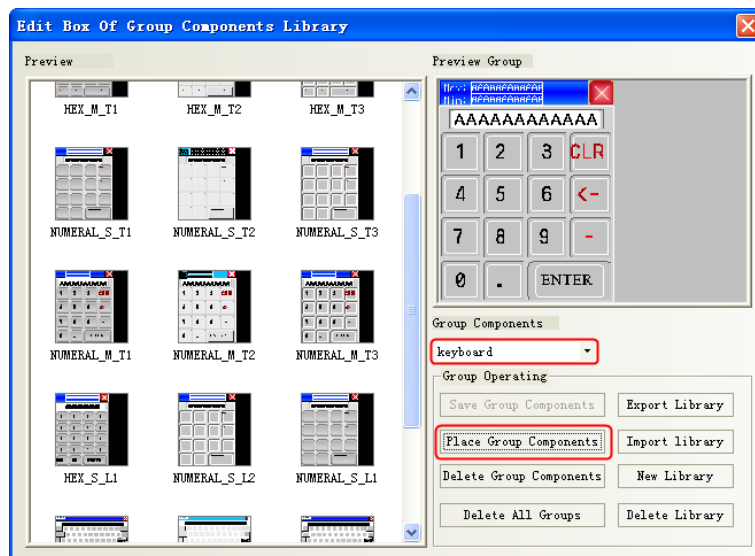 Edit Box Of Group Components Library
Preview
HEX_M_T1 HEX_M_T2 HEX_M_T3
NUMERAL_S_T1 NUMERAL_S_T2 NUMERAL_S_T3
NUMERAL_M_T1 NUMERAL_M_T2 NUMERAL_M_T3
HEX_S_L1 NUMERAL_S_L2 NUMERAL_S_L1
Preview Group
AAAAAAAAAAAA
1 2 3 CLR
4 5 6 <-
7 8 9 -
0 . ENTER
Group Components
keyboard
Group Operating
Save Group Components Export Library
Place Group Components Import library
Delete Group Components New Library
Delete All Groups Delete Library